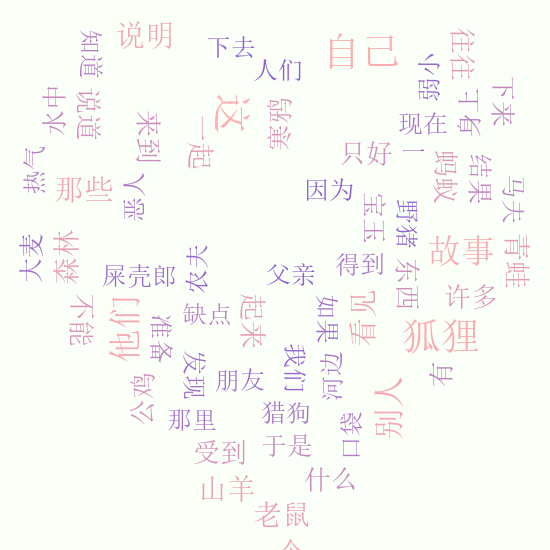 说明
下去
自己
往往
知道
人们
弱小
水中
说道
这
寒鸦
上身
下来
来到
一起
现在
只好
一
蚂蚁
结果
热气
那些
恶人
因为
宝玉
野猪
马夫
大麦
森林
农夫
故事
青蛙
屎壳郎
父亲
得到
东西
许多
不能
他们
准备
缺点
起来
如果
看见
狐狸
发现
朋友
我们
河边
有
公鸡
那里
猎狗
口袋
别人
受到
于是
山羊
什么
老鼠